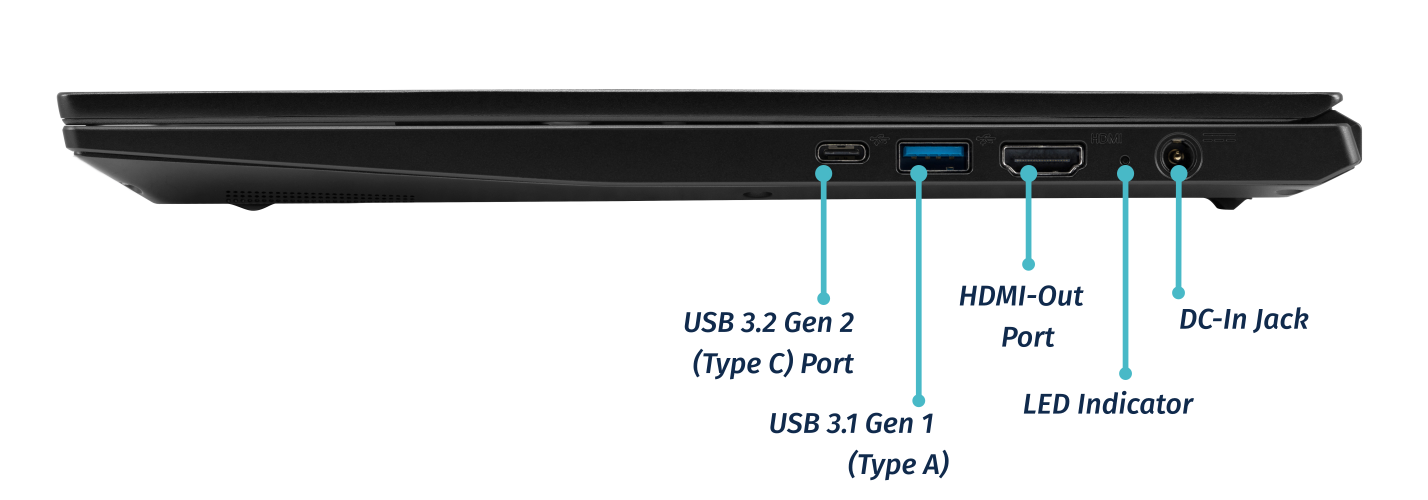 HDMI
USB 3.2 Gen 2
(Type C) Port
USB 3.1 Gen 1
(Type A)
HDMI-Out
Port
LED Indicator
DC-In Jack